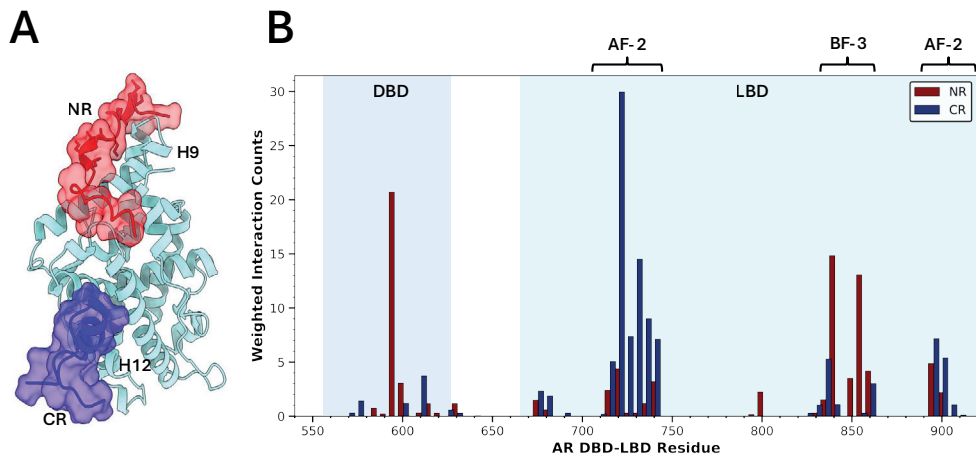 A
B
NR
H9
H12
CR
AF-2
BF-3
AF-2
DBD
LBD
NR
CR
Weighted Interaction Counts
30
25
20
15
10
5
0
550 600 650 700 750 800 850 900
AR DBD-LBD Residue